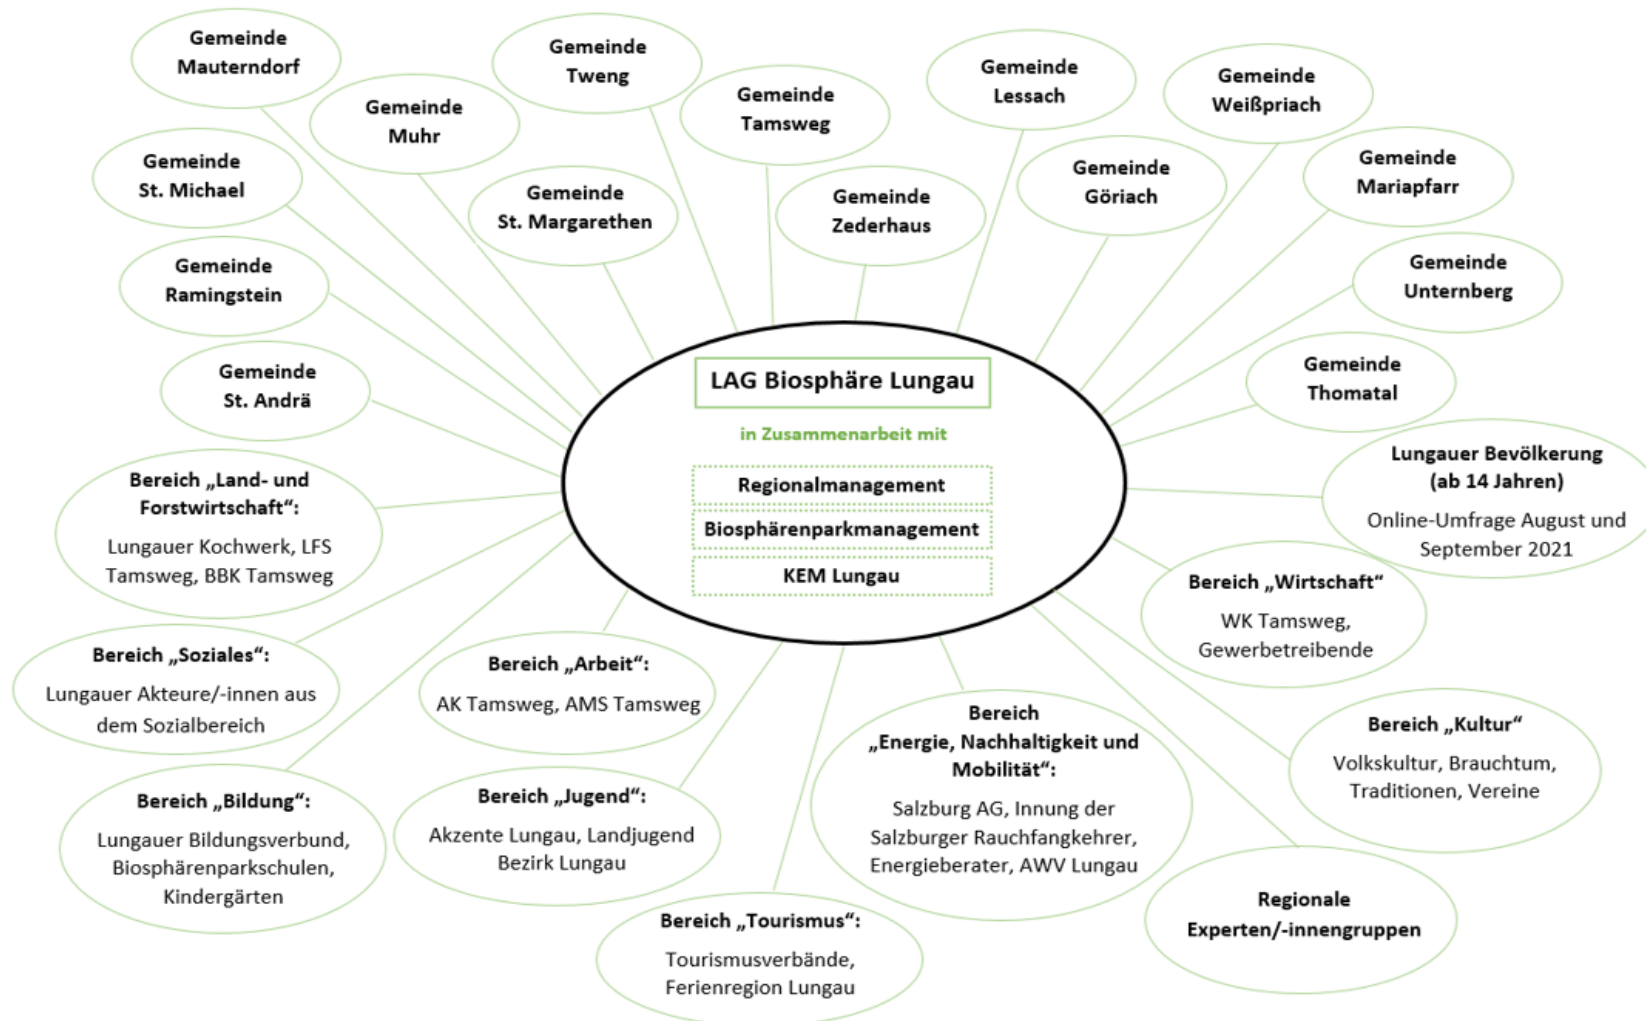 Gemeinde
Mauterndorf
Gemeinde
Muhr
Gemeinde
Tweng
Gemeinde
Tamsweg
Gemeinde
Lessach
Gemeinde
Weißpriach
Gemeinde
St. Michael
Gemeinde
St. Margarethen
Gemeinde
Zederhaus
Gemeinde
Göriach
Gemeinde
Mariapfarr
Gemeinde
Ramingstein
Gemeinde
Unternberg
Gemeinde
St. Andrä
Gemeinde
Thomatal
LAG Biosphäre Lungau
in Zusammenarbeit mit
Regionalmanagement
Biosphärenparkmanagement
KEM Lungau
Bereich „Land- und
Forstwirtschaft“:
Lungauer Kochwerk, LFS
Tamsweg, BBK Tamsweg
Lungauer Bevölkerung
(ab 14 Jahren)
Online-Umfrage August und
September 2021
Bereich „Wirtschaft“
WK Tamsweg,
Gewerbetreibende
Bereich „Soziales“:
Lungauer Akteure/-innen aus
dem Sozialbereich
Bereich „Arbeit“:
AK Tamsweg, AMS Tamsweg
Bereich
„Energie, Nachhaltigkeit und
Mobilität“:
Salzburg AG, Innung der
Salzburger Rauchfangkehrer,
Energieberater, AWV Lungau
Bereich „Kultur“
Volkskultur, Brauchtum,
Traditionen, Vereine
Bereich „Bildung“:
Lungauer Bildungsverbund,
Biosphärenparkschulen,
Kindergärten
Bereich „Jugend“:
Akzente Lungau, Landjugend
Bezirk Lungau
Bereich „Tourismus“:
Tourismusverbände,
Ferienregion Lungau
Regionale
Experten/-innengruppen